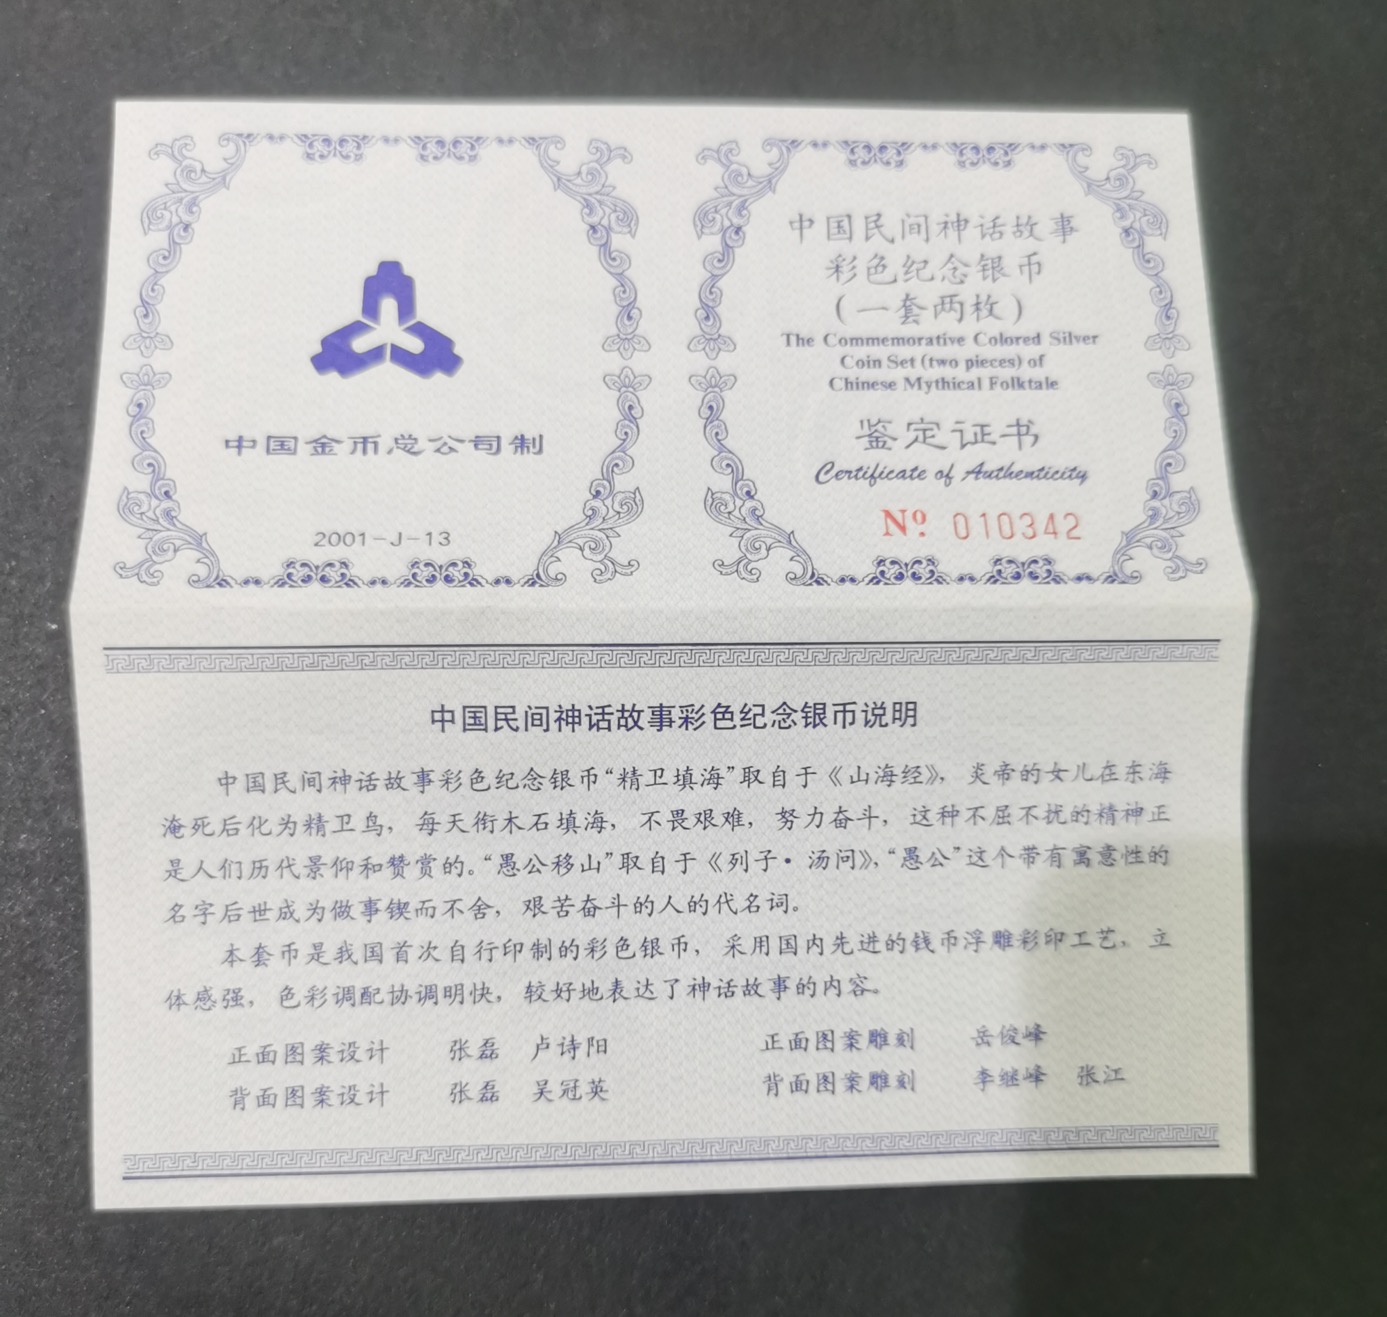 中国金币总公司制
2001-J-13
中国民间神话故事
彩色纪念银币
(一套两枚)
The Commemorative Colored Silver
Coin Set (two pieces) of
Chinese Mythical Folktale
鉴定证书
Certificate of Authenticity
Nº 010342
中国民间神话故事彩色纪念银币说明
中国民间神话故事彩色纪念银币“精卫填海”取自于《山海经》，炎帝的女儿在东海
淹死后化为精卫鸟，每天衔木石填海，不畏艰难，努力奋斗，这种不屈不扰的精神正
是人们历代景仰和赞赏的。“愚公移山”取自于《列子·汤问》，“愚公”这个带有寓意性的
名字后世成为做事锲而不舍，艰苦奋斗的人的代名词。
本套币是我国首次自行印制的彩色银币，采用国内先进的钱币浮雕彩印工艺，立
体感强，色彩调配协调明快，较好地表达了神话故事的内容。
正面图案设计 张磊 卢诗阳 正面图案雕刻 岳俊峰
背面图案设计 张磊 吴冠英 背面图案雕刻 李继峰 张江